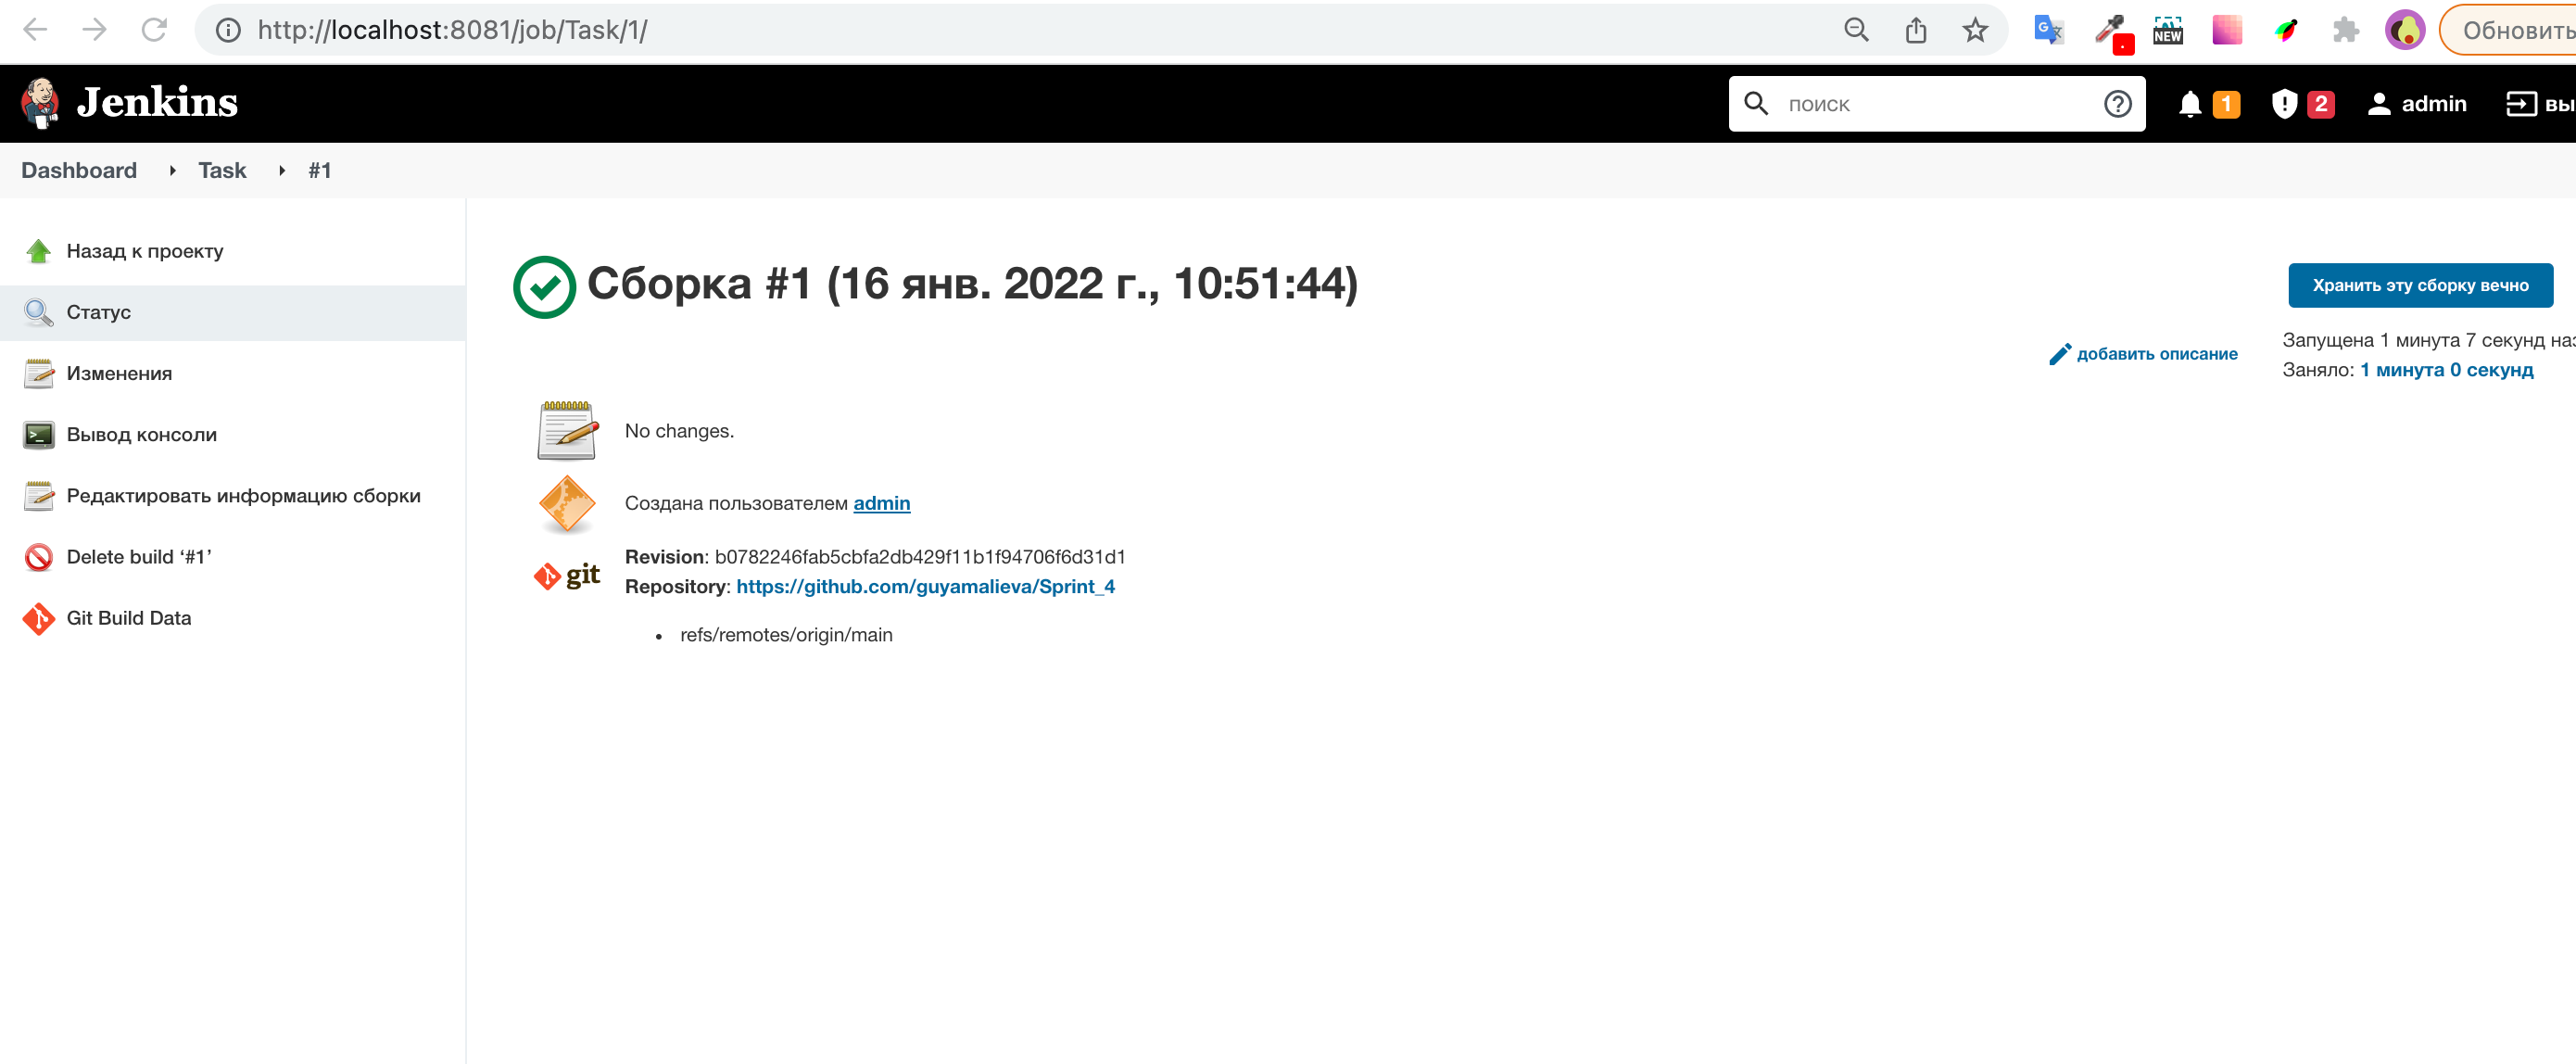 http://localhost:8081/job/Task/1/
NEW
Обновить
Jenkins
поиск
1
2
admin
Dashboard
Task
#1
Назад к проекту
Статус
Изменения
Вывод консоли
Редактировать информацию сборки
Delete build ‘#1’
Git Build Data
Сборка #1 (16 янв. 2022 г., 10:51:44)
Хранить эту сборку вечно
добавить описание
Запущена 1 минута 7 секунд
Заняло: 1 минута 0 секунд
No changes.
Создана пользователем admin
git
Revision: b0782246fab5cbfa2db429f11b1f94706f6d31d1
Repository: https://github.com/guyamalieva/Sprint_4
• refs/remotes/origin/main